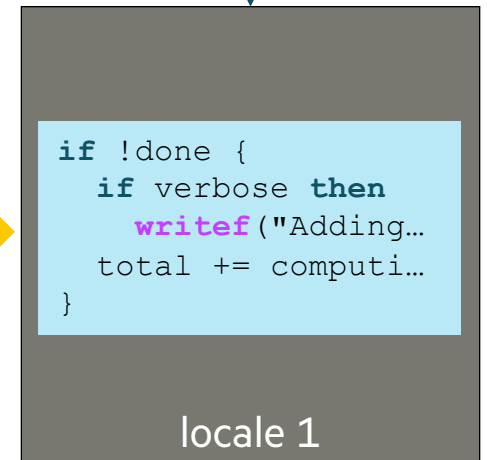 if !done {
if verbose then
writef("Adding…
total += computi…
}
locale 1